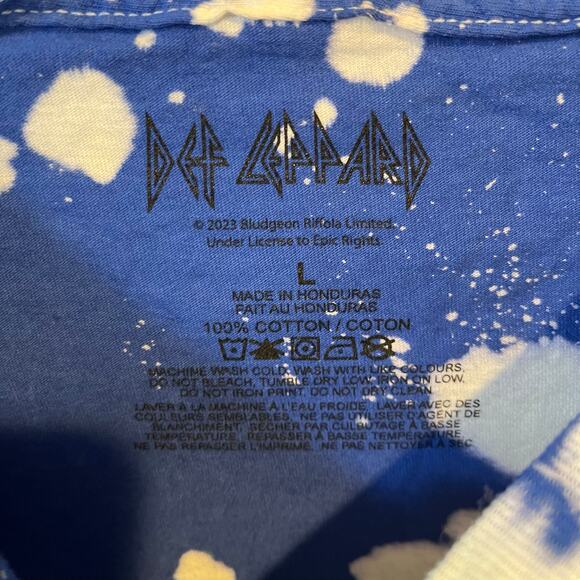 DEF LEPPARD
© 2023 Bludgeon Riffola Limited.
Under License to Epic Rights.
L
MADE IN HONDURAS
FAIT AU HONDURAS
100% COTTON / COTON
MACHINE WASH COLD. WASH WITH LIKE COLOURS.
DO NOT BLEACH, TUMBLE DRY LOW, IRON ON LOW,
DO NOT IRON PRINT. DO NOT DRY CLEAN
LAVER À LA MACHINE À L'EAU FROIDE. LAVER AVEC DES
COULEURS SEMBLABLES. NE PAS UTILISER D'AGENT DE
BLANCHIMENT. SÉCHER PAR CULBUTAGE À BASSE
TEMPÉRATURE. REPASSER À BASSE TEMPÉRATURE.
NE PAS REPASSER L'IMPRIMÉ. NE PAS NETTOYER À SEC